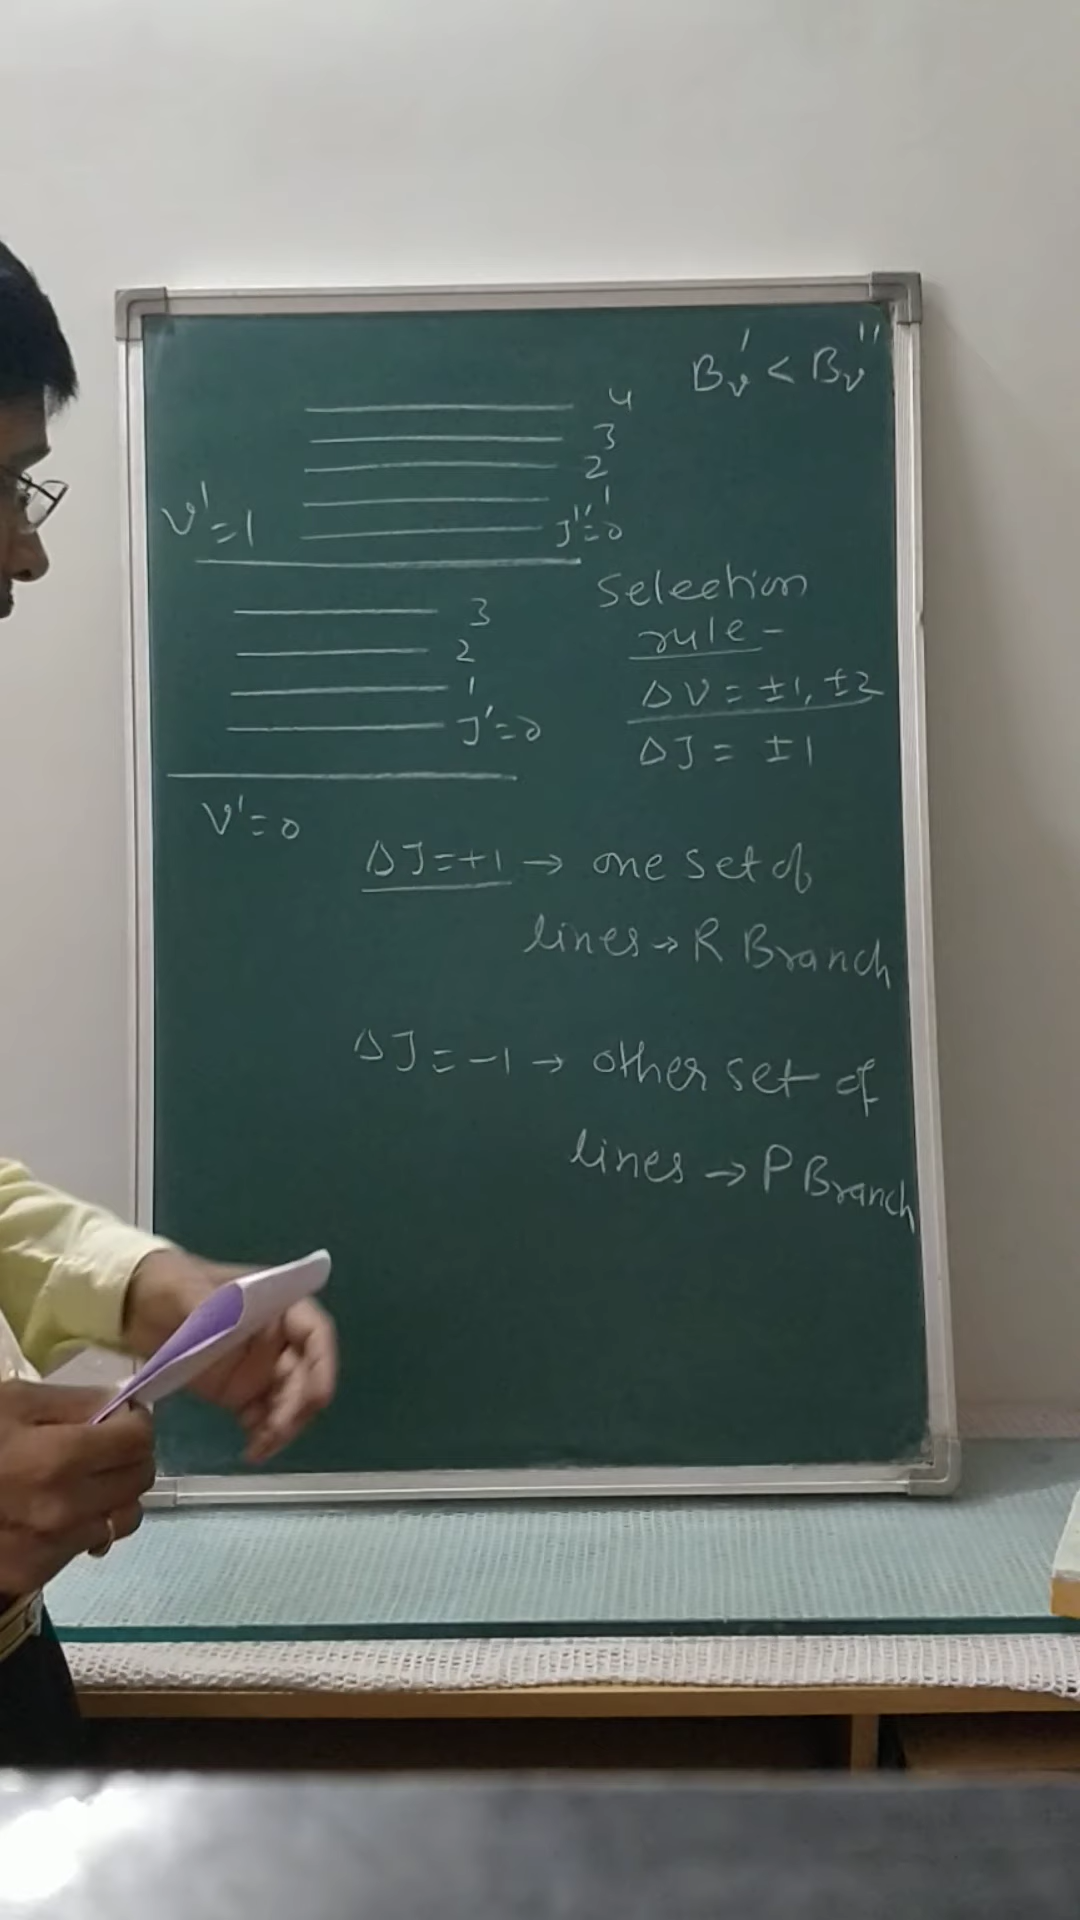 Bv' < Bv''
4
3
2
1
J''=0
v'=1
Selection
rule -
3
2
1
J'=0
Δv = ±1, ±2
ΔJ = ±1
v'=0
ΔJ=+1 → one set of
lines → R Branch
ΔJ=-1 → other set of
lines → P Branch